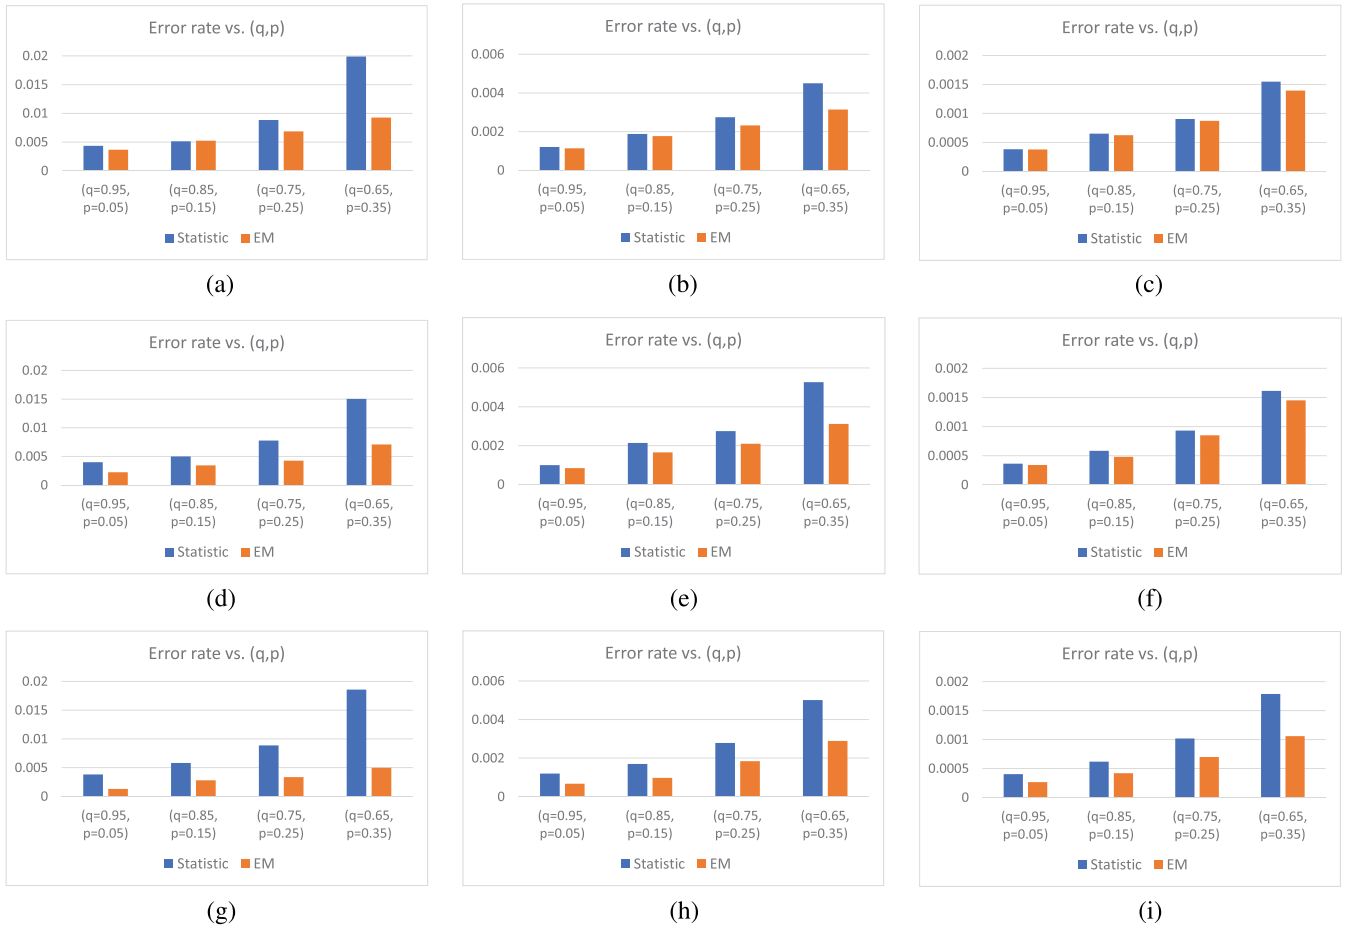 Error rate vs. (q,p)
0.02
0.015
0.01
0.005
0
(q=0.95, (q=0.85, (q=0.75, (q=0.65,
p=0.05) p=0.15) p=0.25) p=0.35)
Statistic EM
(a)
Error rate vs. (q,p)
0.006
0.004
0.002
0
(q=0.95, (q=0.85, (q=0.75, (q=0.65,
p=0.05) p=0.15) p=0.25) p=0.35)
Statistic EM
(b)
Error rate vs. (q,p)
0.002
0.0015
0.001
0.0005
0
(q=0.95, (q=0.85, (q=0.75, (q=0.65,
p=0.05) p=0.15) p=0.25) p=0.35)
Statistic EM
(c)
Error rate vs. (q,p)
0.02
0.015
0.01
0.005
0
(q=0.95, (q=0.85, (q=0.75, (q=0.65,
p=0.05) p=0.15) p=0.25) p=0.35)
Statistic EM
(d)
Error rate vs. (q,p)
0.006
0.004
0.002
0
(q=0.95, (q=0.85, (q=0.75, (q=0.65,
p=0.05) p=0.15) p=0.25) p=0.35)
Statistic EM
(e)
Error rate vs. (q,p)
0.002
0.0015
0.001
0.0005
0
(q=0.95, (q=0.85, (q=0.75, (q=0.65,
p=0.05) p=0.15) p=0.25) p=0.35)
Statistic EM
(f)
Error rate vs. (q,p)
0.02
0.015
0.01
0.005
0
(q=0.95, (q=0.85, (q=0.75, (q=0.65,
p=0.05) p=0.15) p=0.25) p=0.35)
Statistic EM
(g)
Error rate vs. (q,p)
0.006
0.004
0.002
0
(q=0.95, (q=0.85, (q=0.75, (q=0.65,
p=0.05) p=0.15) p=0.25) p=0.35)
Statistic EM
(h)
Error rate vs. (q,p)
0.002
0.0015
0.001
0.0005
0
(q=0.95, (q=0.85, (q=0.75, (q=0.65,
p=0.05) p=0.15) p=0.25) p=0.35)
Statistic EM
(i)